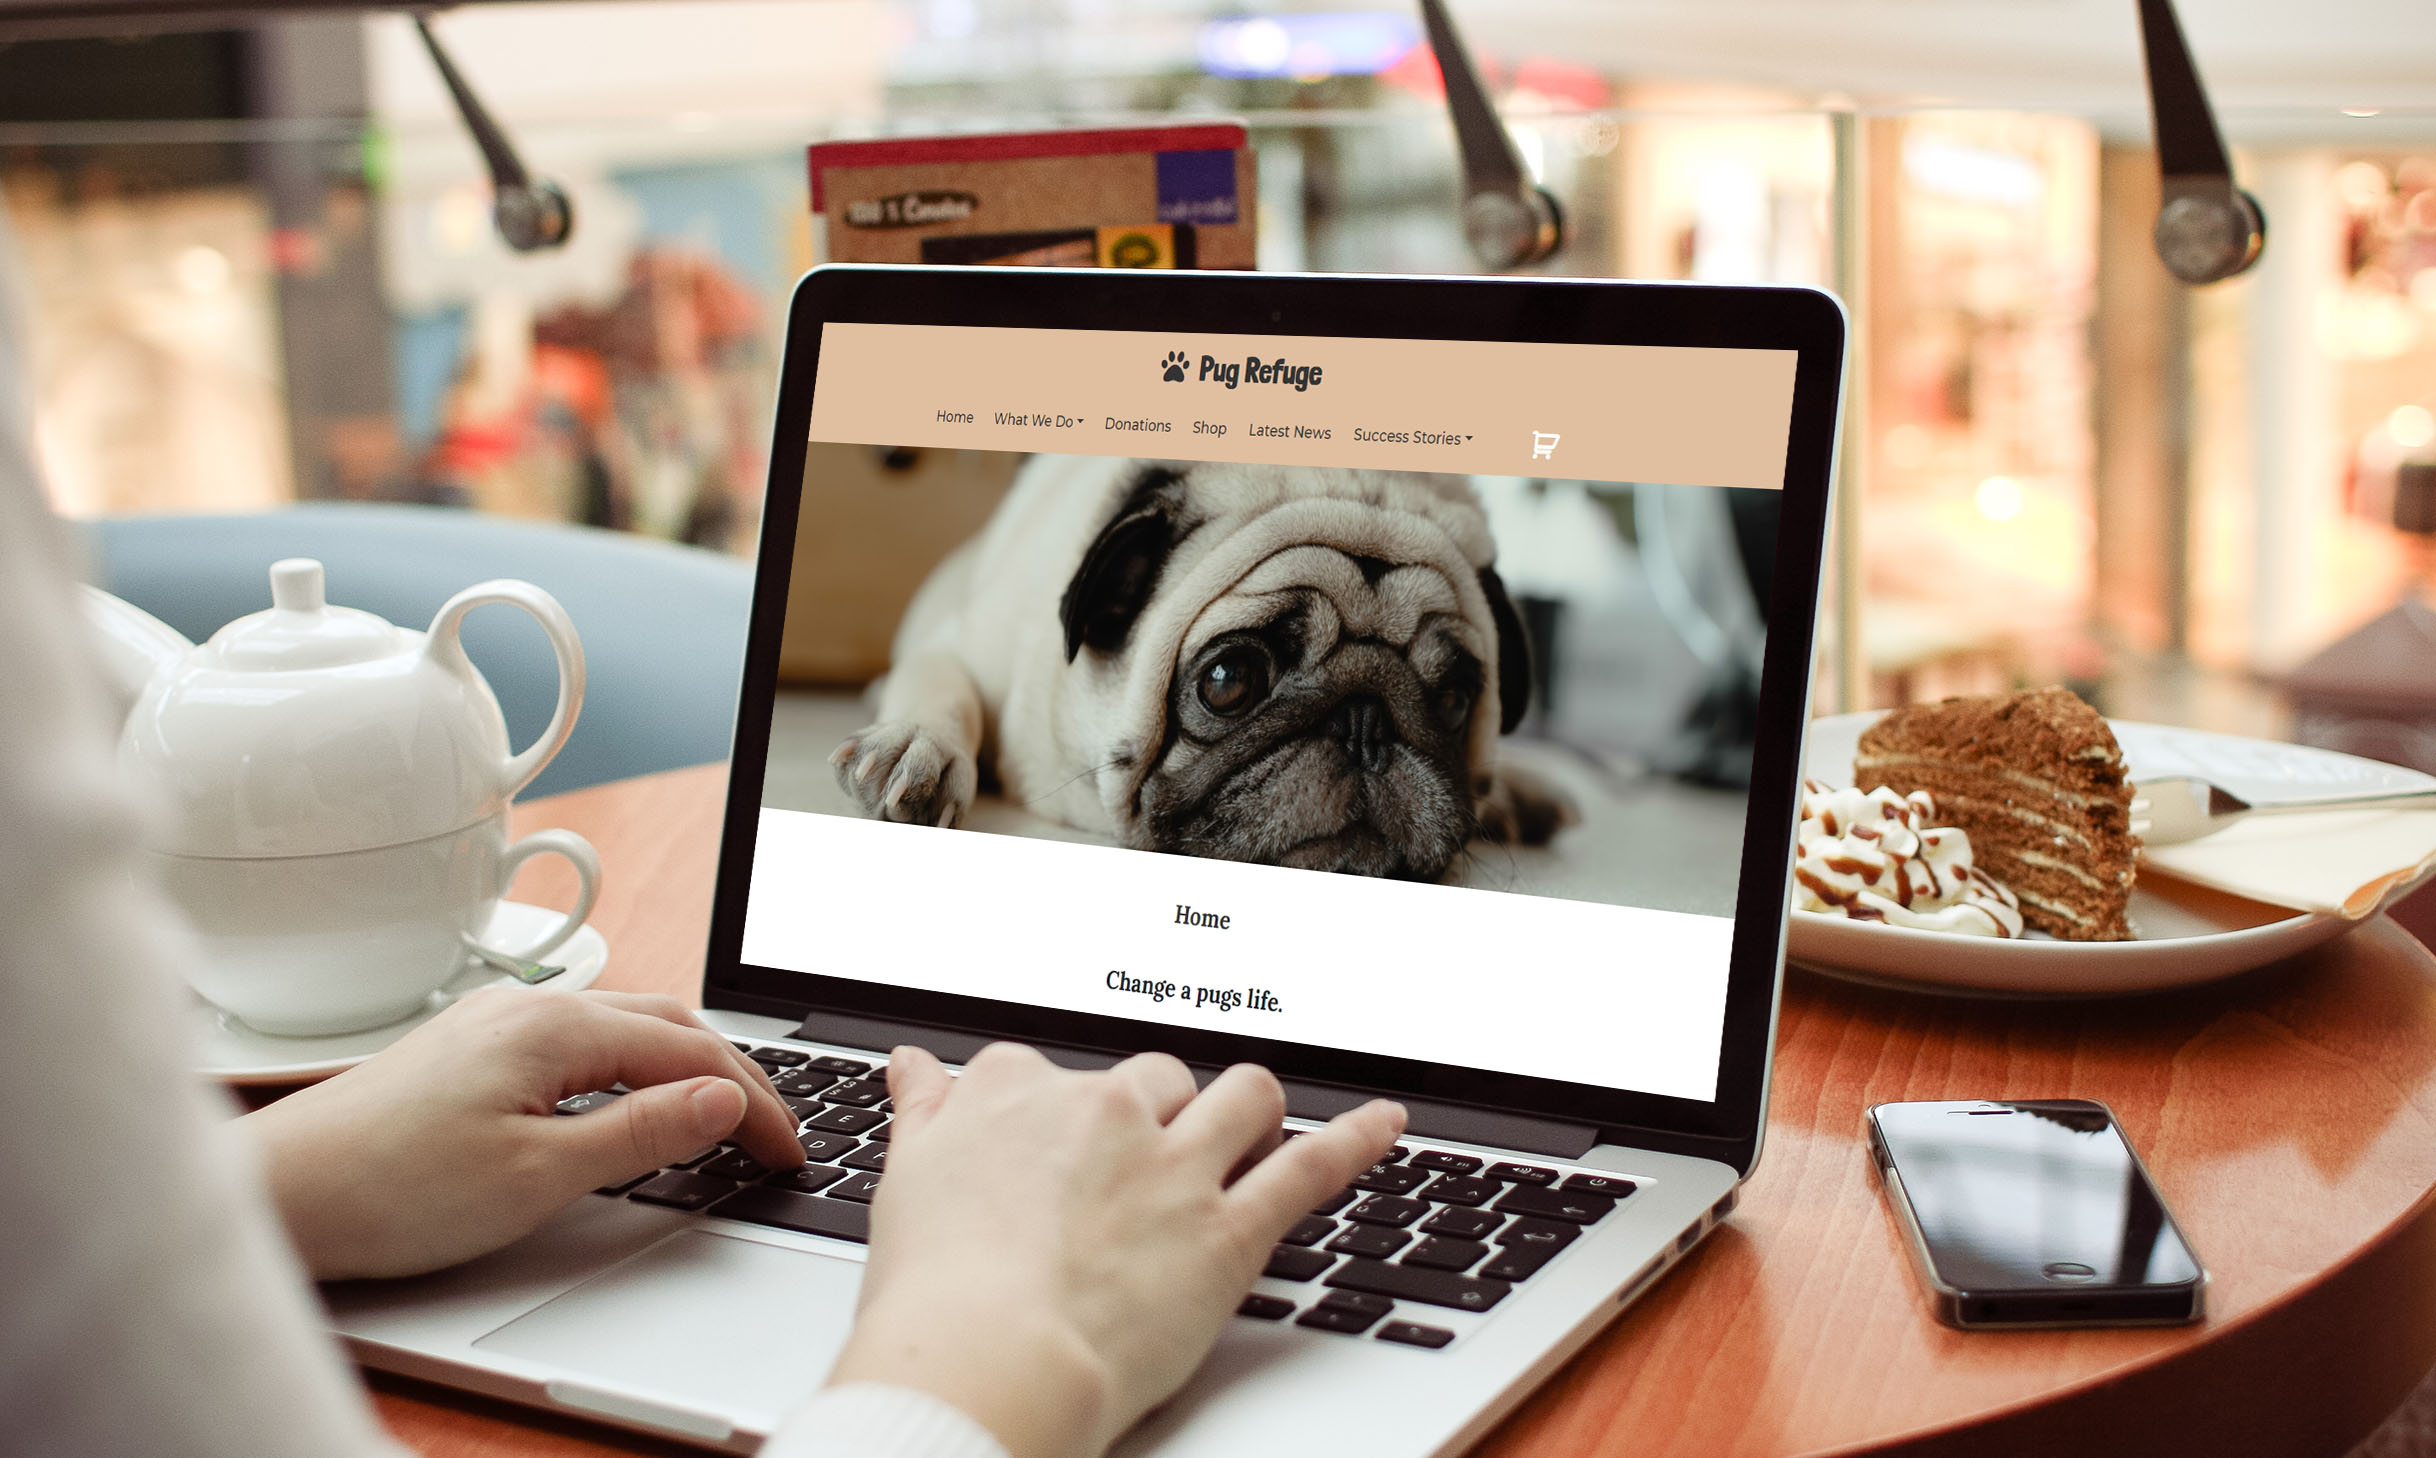 Pug Refuge
Home What We Do Donations Shop Latest News Success Stories
Home
Change a pugs life.
E
D
X
C
V